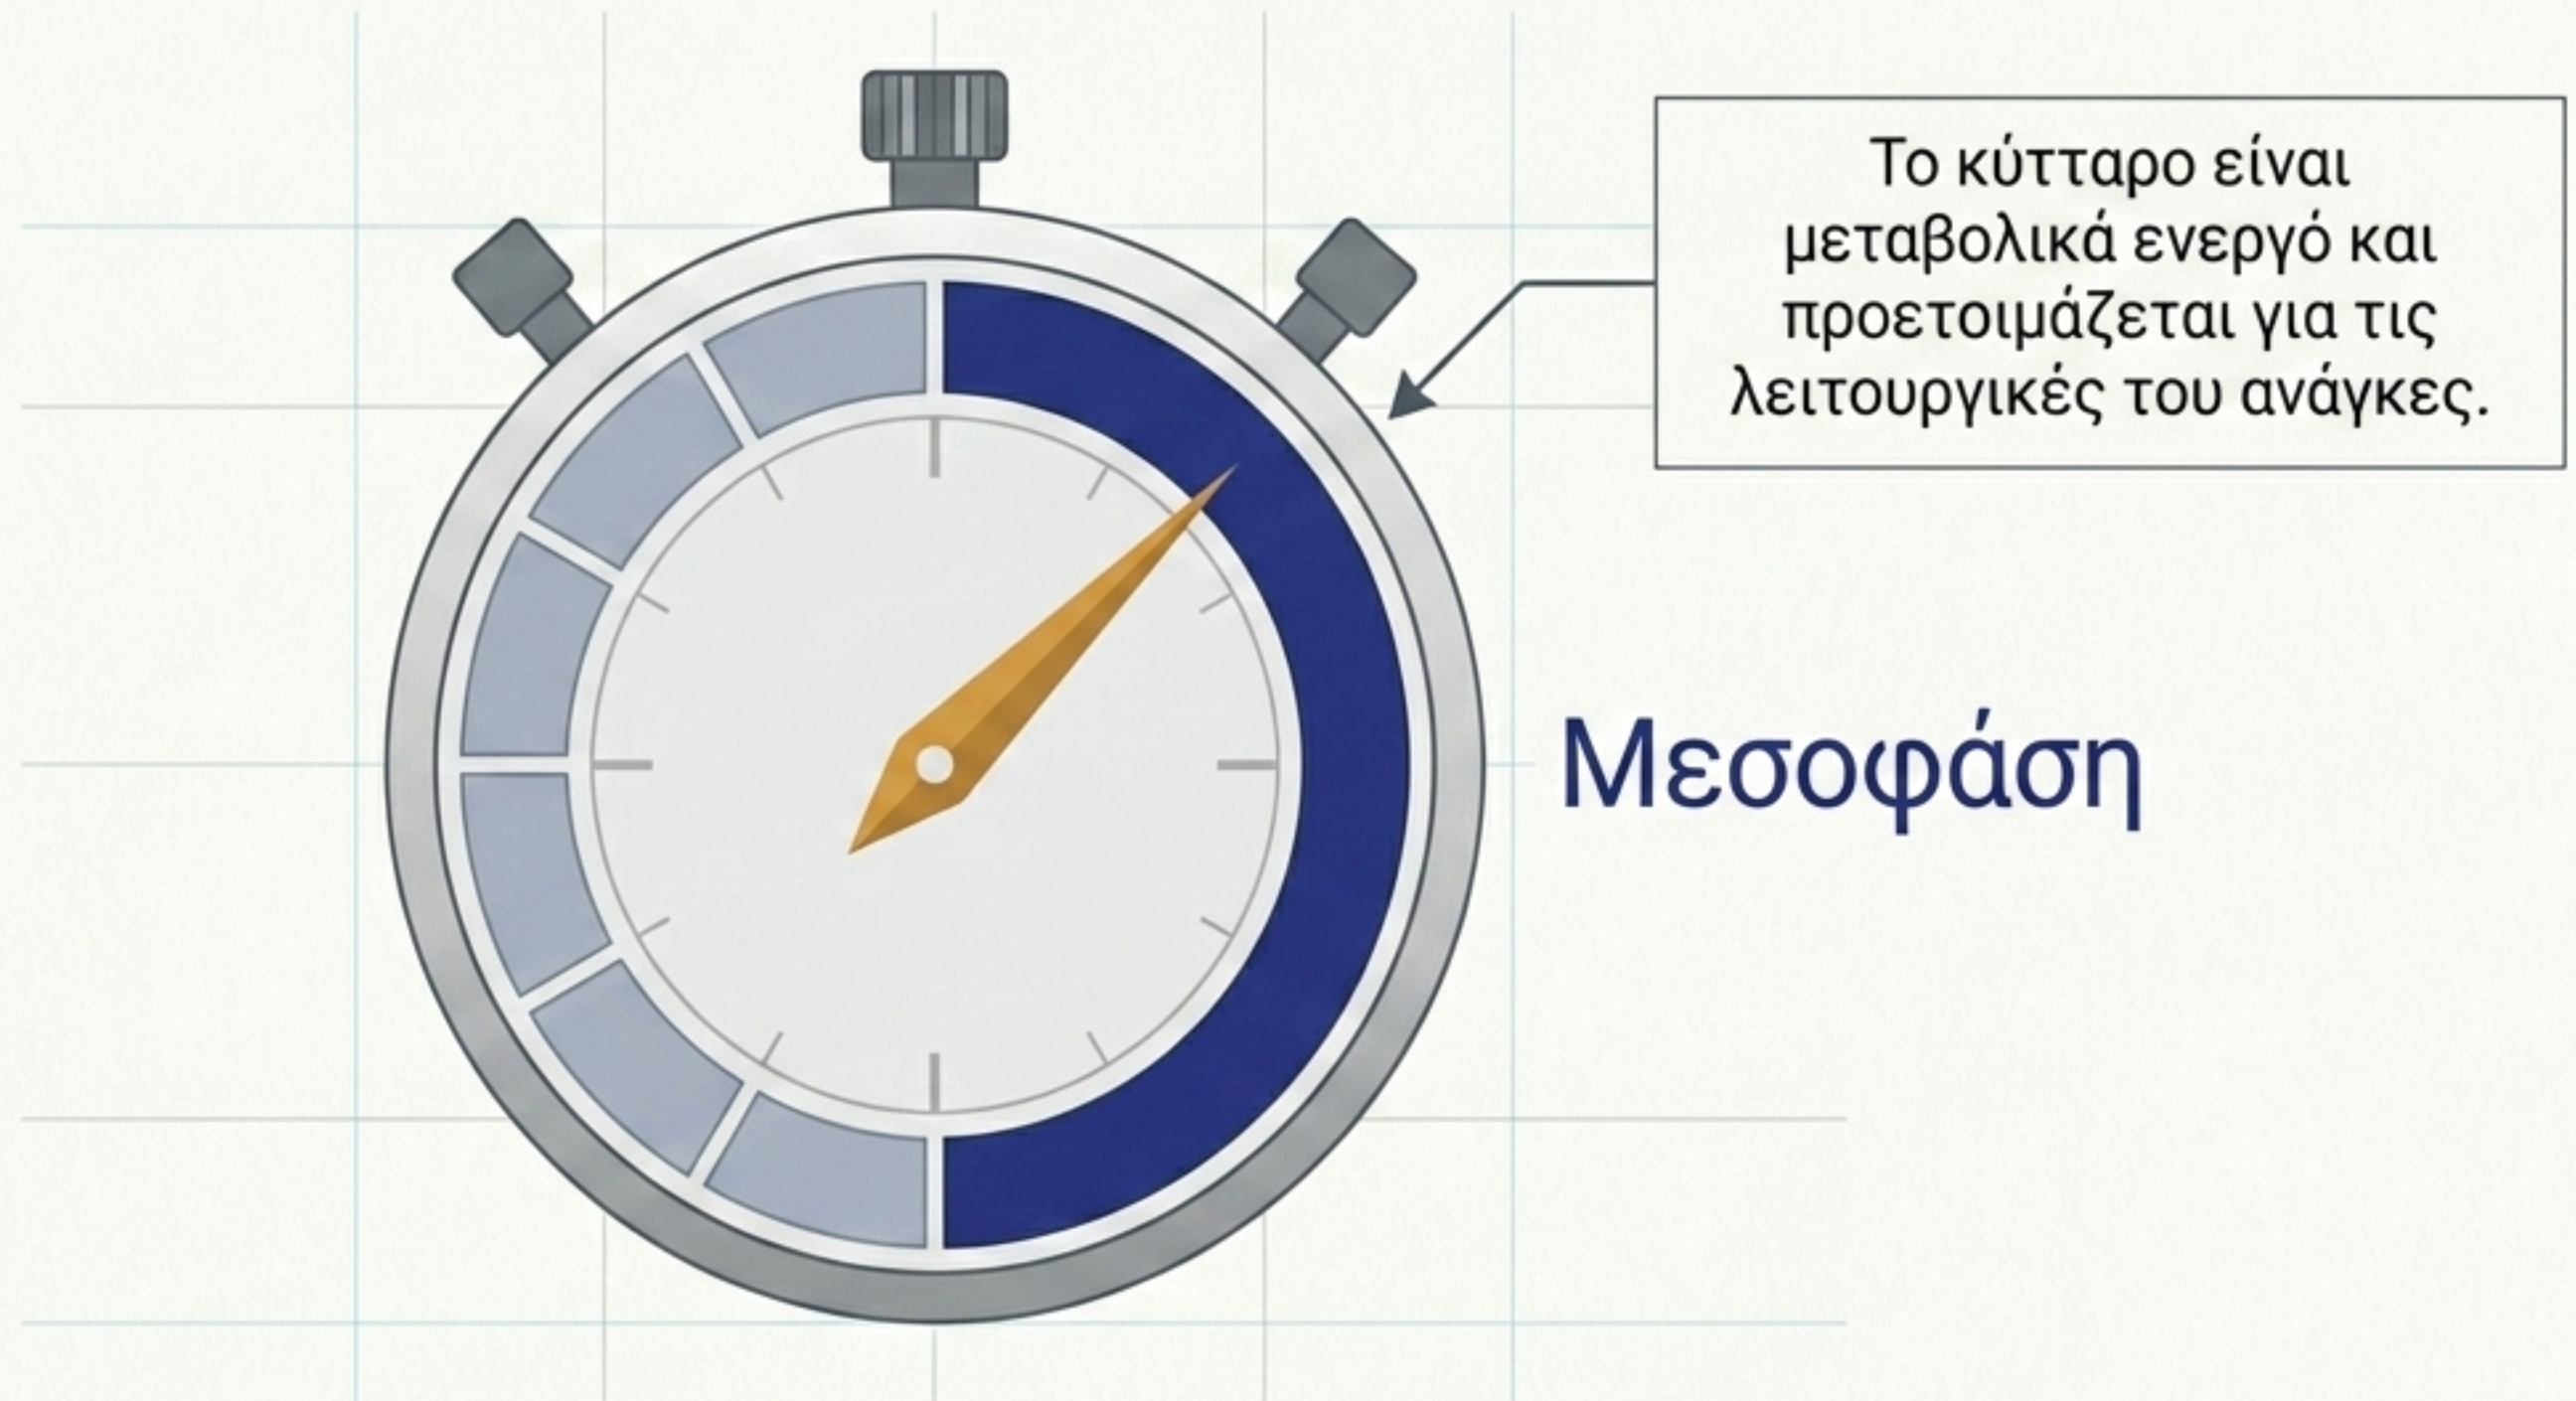 Το κύτταρο είναι
μεταβολικά ενεργό και
προετοιμάζεται για τις
λειτουργικές του ανάγκες.
Μεσοφάση